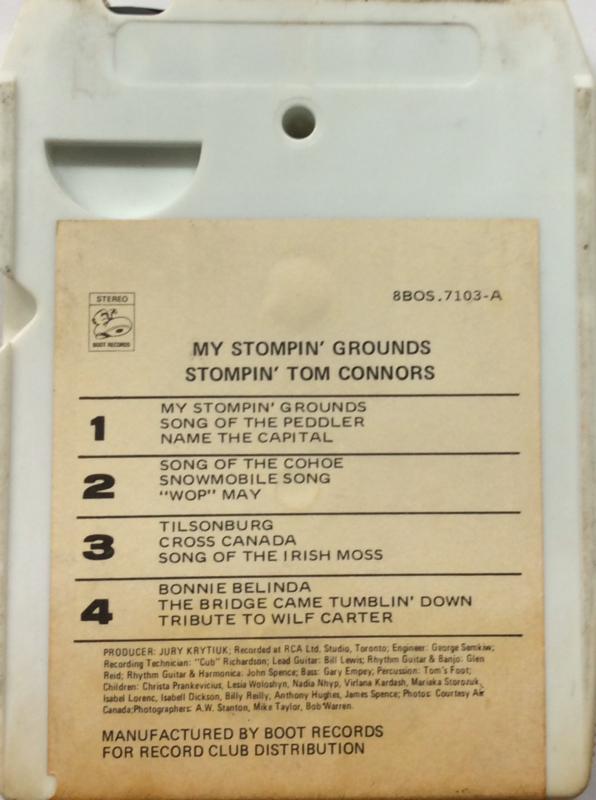 STEREO
BOOT RECORDS
8BOS.7103-A
MY STOMPIN' GROUNDS
STOMPIN' TOM CONNORS
1
MY STOMPIN' GROUNDS
SONG OF THE PEDDLER
NAME THE CAPITAL
2
SONG OF THE COHOE
SNOWMOBILE SONG
"WOP" MAY
3
TILSONBURG
CROSS CANADA
SONG OF THE IRISH MOSS
4
BONNIE BELINDA
THE BRIDGE CAME TUMBLIN' DOWN
TRIBUTE TO WILF CARTER
PRODUCER: JURY KRYTIUK; Recorded at RCA Ltd. Studio, Toronto; Engineer: George Semkiw;
Recording Technician: "Cub" Richardson; Lead Guitar: Bill Lewis; Rhythm Guitar & Banjo: Glen
Reid; Rhythm Guitar & Harmonica: John Spence; Bass: Gary Empey; Percussion: Tom's Foot;
Children: Christa Prankevicius, Lesia Woloshyn, Nadia Nhyp, Virlana Kardash, Mariaka Storozuk,
Isabel Lorenc, Isabell Dickson, Billy Reilly, Anthony Hughes, James Spence; Photos: Courtesy Air
Canada;Photographers: A.W. Stanton, Mike Taylor, Bob Warren.
MANUFACTURED BY BOOT RECORDS
FOR RECORD CLUB DISTRIBUTION